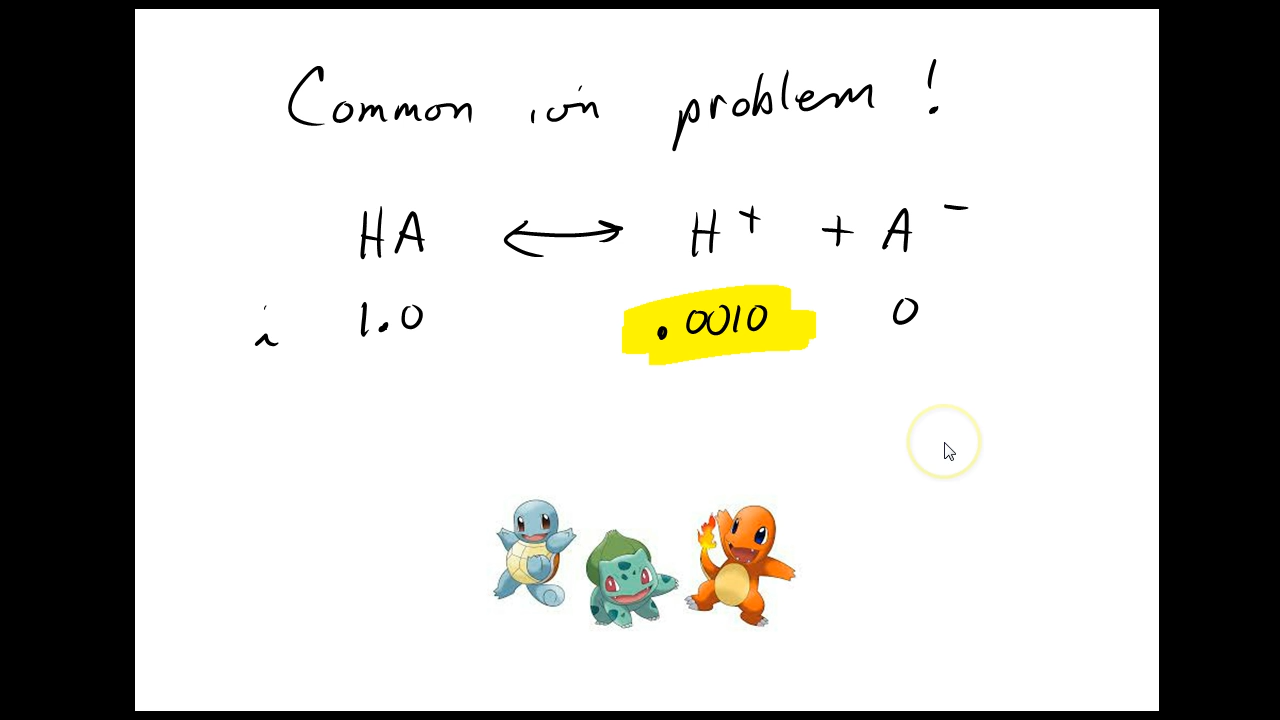 Common ion problem!
HA ⟷ H⁺ + A⁻
i 1.0 .0010 0